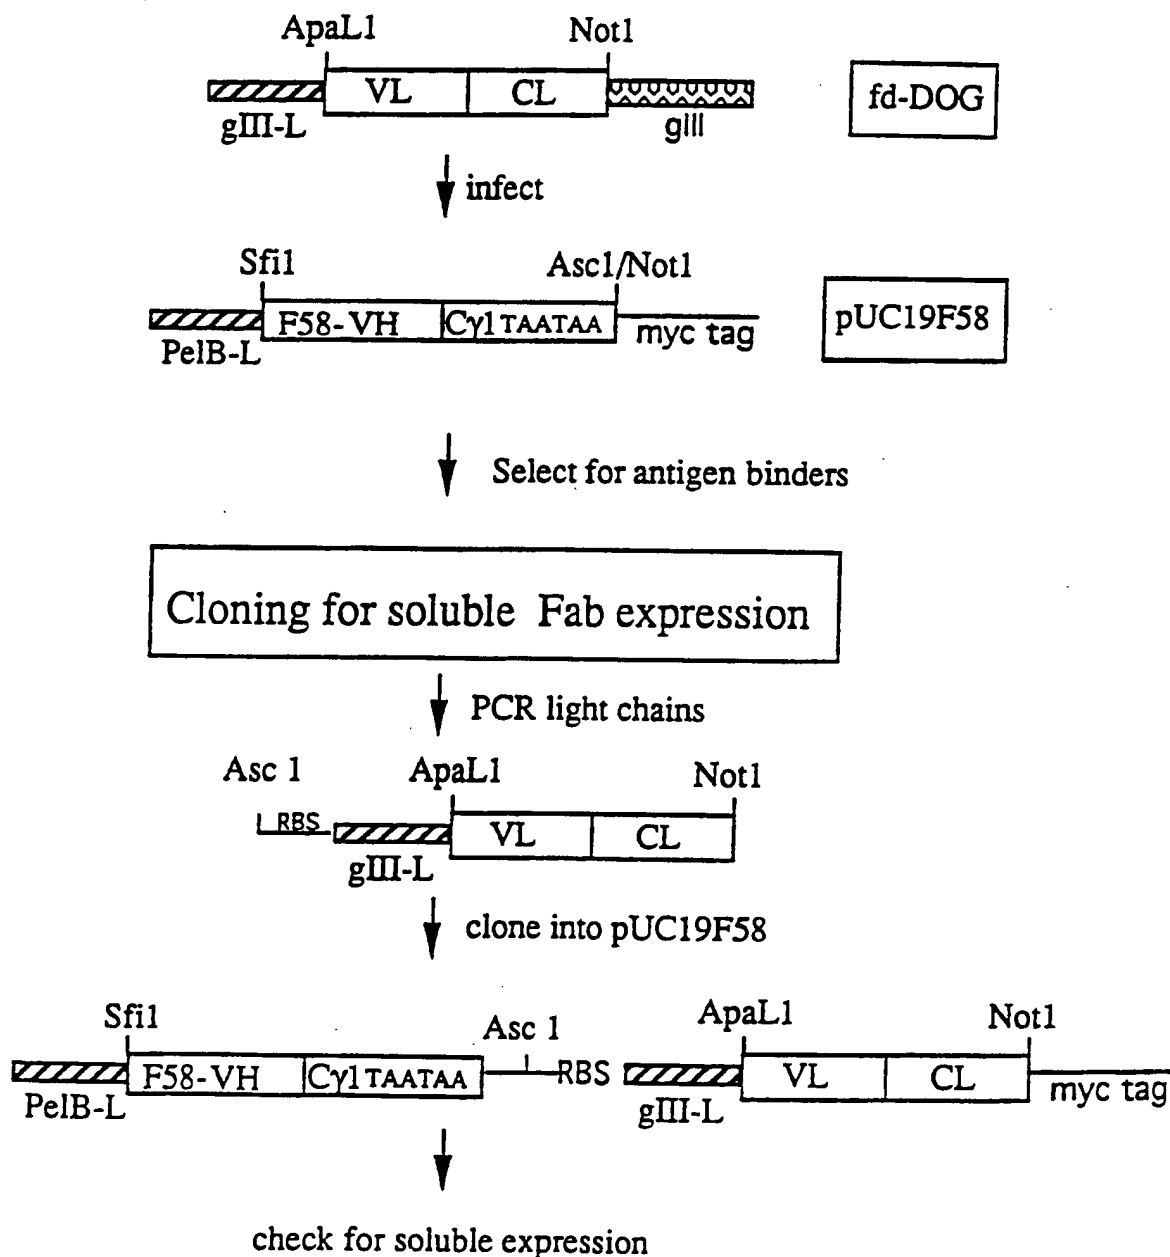 ApaL1 Not1
VL CL fd-DOG
gIII-L gIII
infect
Sfi1 Asc1/Not1
F58-VH Cγ1 TAATAA pUC19F58
PelB-L myc tag
Select for antigen binders
Cloning for soluble Fab expression
PCR light chains
Asc 1 ApaL1 Not1
RBS VL CL
gIII-L
clone into pUC19F58
Sfi1 Asc 1 ApaL1 Not1
F58-VH Cγ1 TAATAA RBS VL CL
PelB-L gIII-L myc tag
check for soluble expression